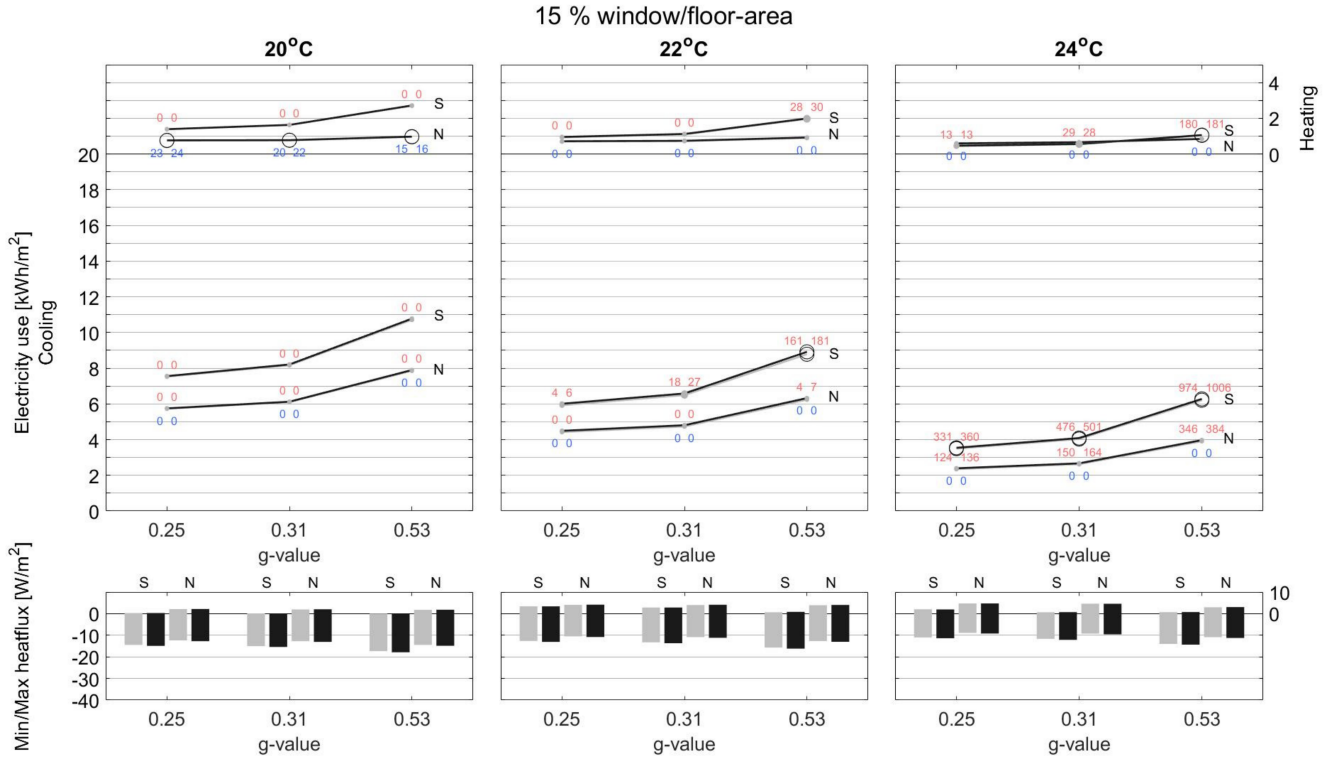 15 % window/floor-area
20°C
22°C
24°C
0 0
0 0
0 0
S
N
23 24
20 22
15 16
0 0
0 0
28 30
S
N
0 0
0 0
0 0
13 13
29 28
180 181
S
N
0 0
0 0
0 0
4
2
0
Heating
Electricity use [kWh/m²]
Cooling
20
18
16
14
12
10
8
6
4
2
0
0 0
0 0
0 0
S
0 0
0 0
0 0
N
0 0
0 0
0 0
4 6
18 27
161 181
S
0 0
0 0
4 7
N
0 0
0 0
0 0
331 360
476 501
974 1006
S
124 136
150 164
346 384
N
0 0
0 0
0 0
0.25 0.31 0.53
g-value
0.25 0.31 0.53
g-value
0.25 0.31 0.53
g-value
Min/Max heatflux [W/m²]
S N S N S N
S N S N S N
S N S N S N
0
-10
-20
-30
-40
10
0
0.25 0.31 0.53
g-value
0.25 0.31 0.53
g-value
0.25 0.31 0.53
g-value